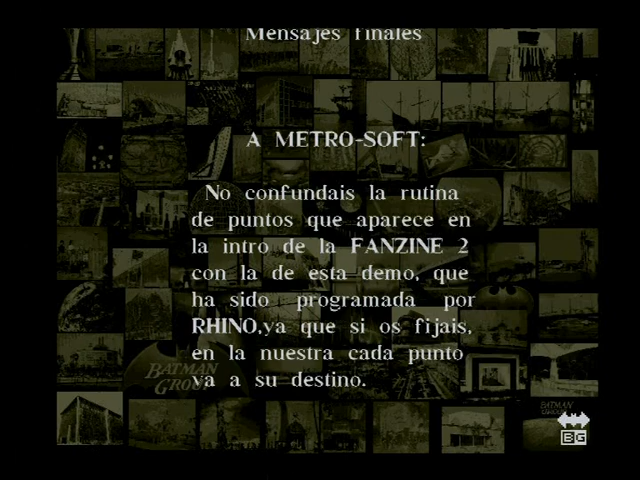 Mensajes finales
A METRO-SOFT:
No confundais la rutina
de puntos que aparece en
la intro de la FANZINE 2
con la de esta demo, que
ha sido programada por
RHINO,ya que si os fijais,
en la nuestra cada punto
va a su destino.
BATMAN
GROUP
BATMAN
BG